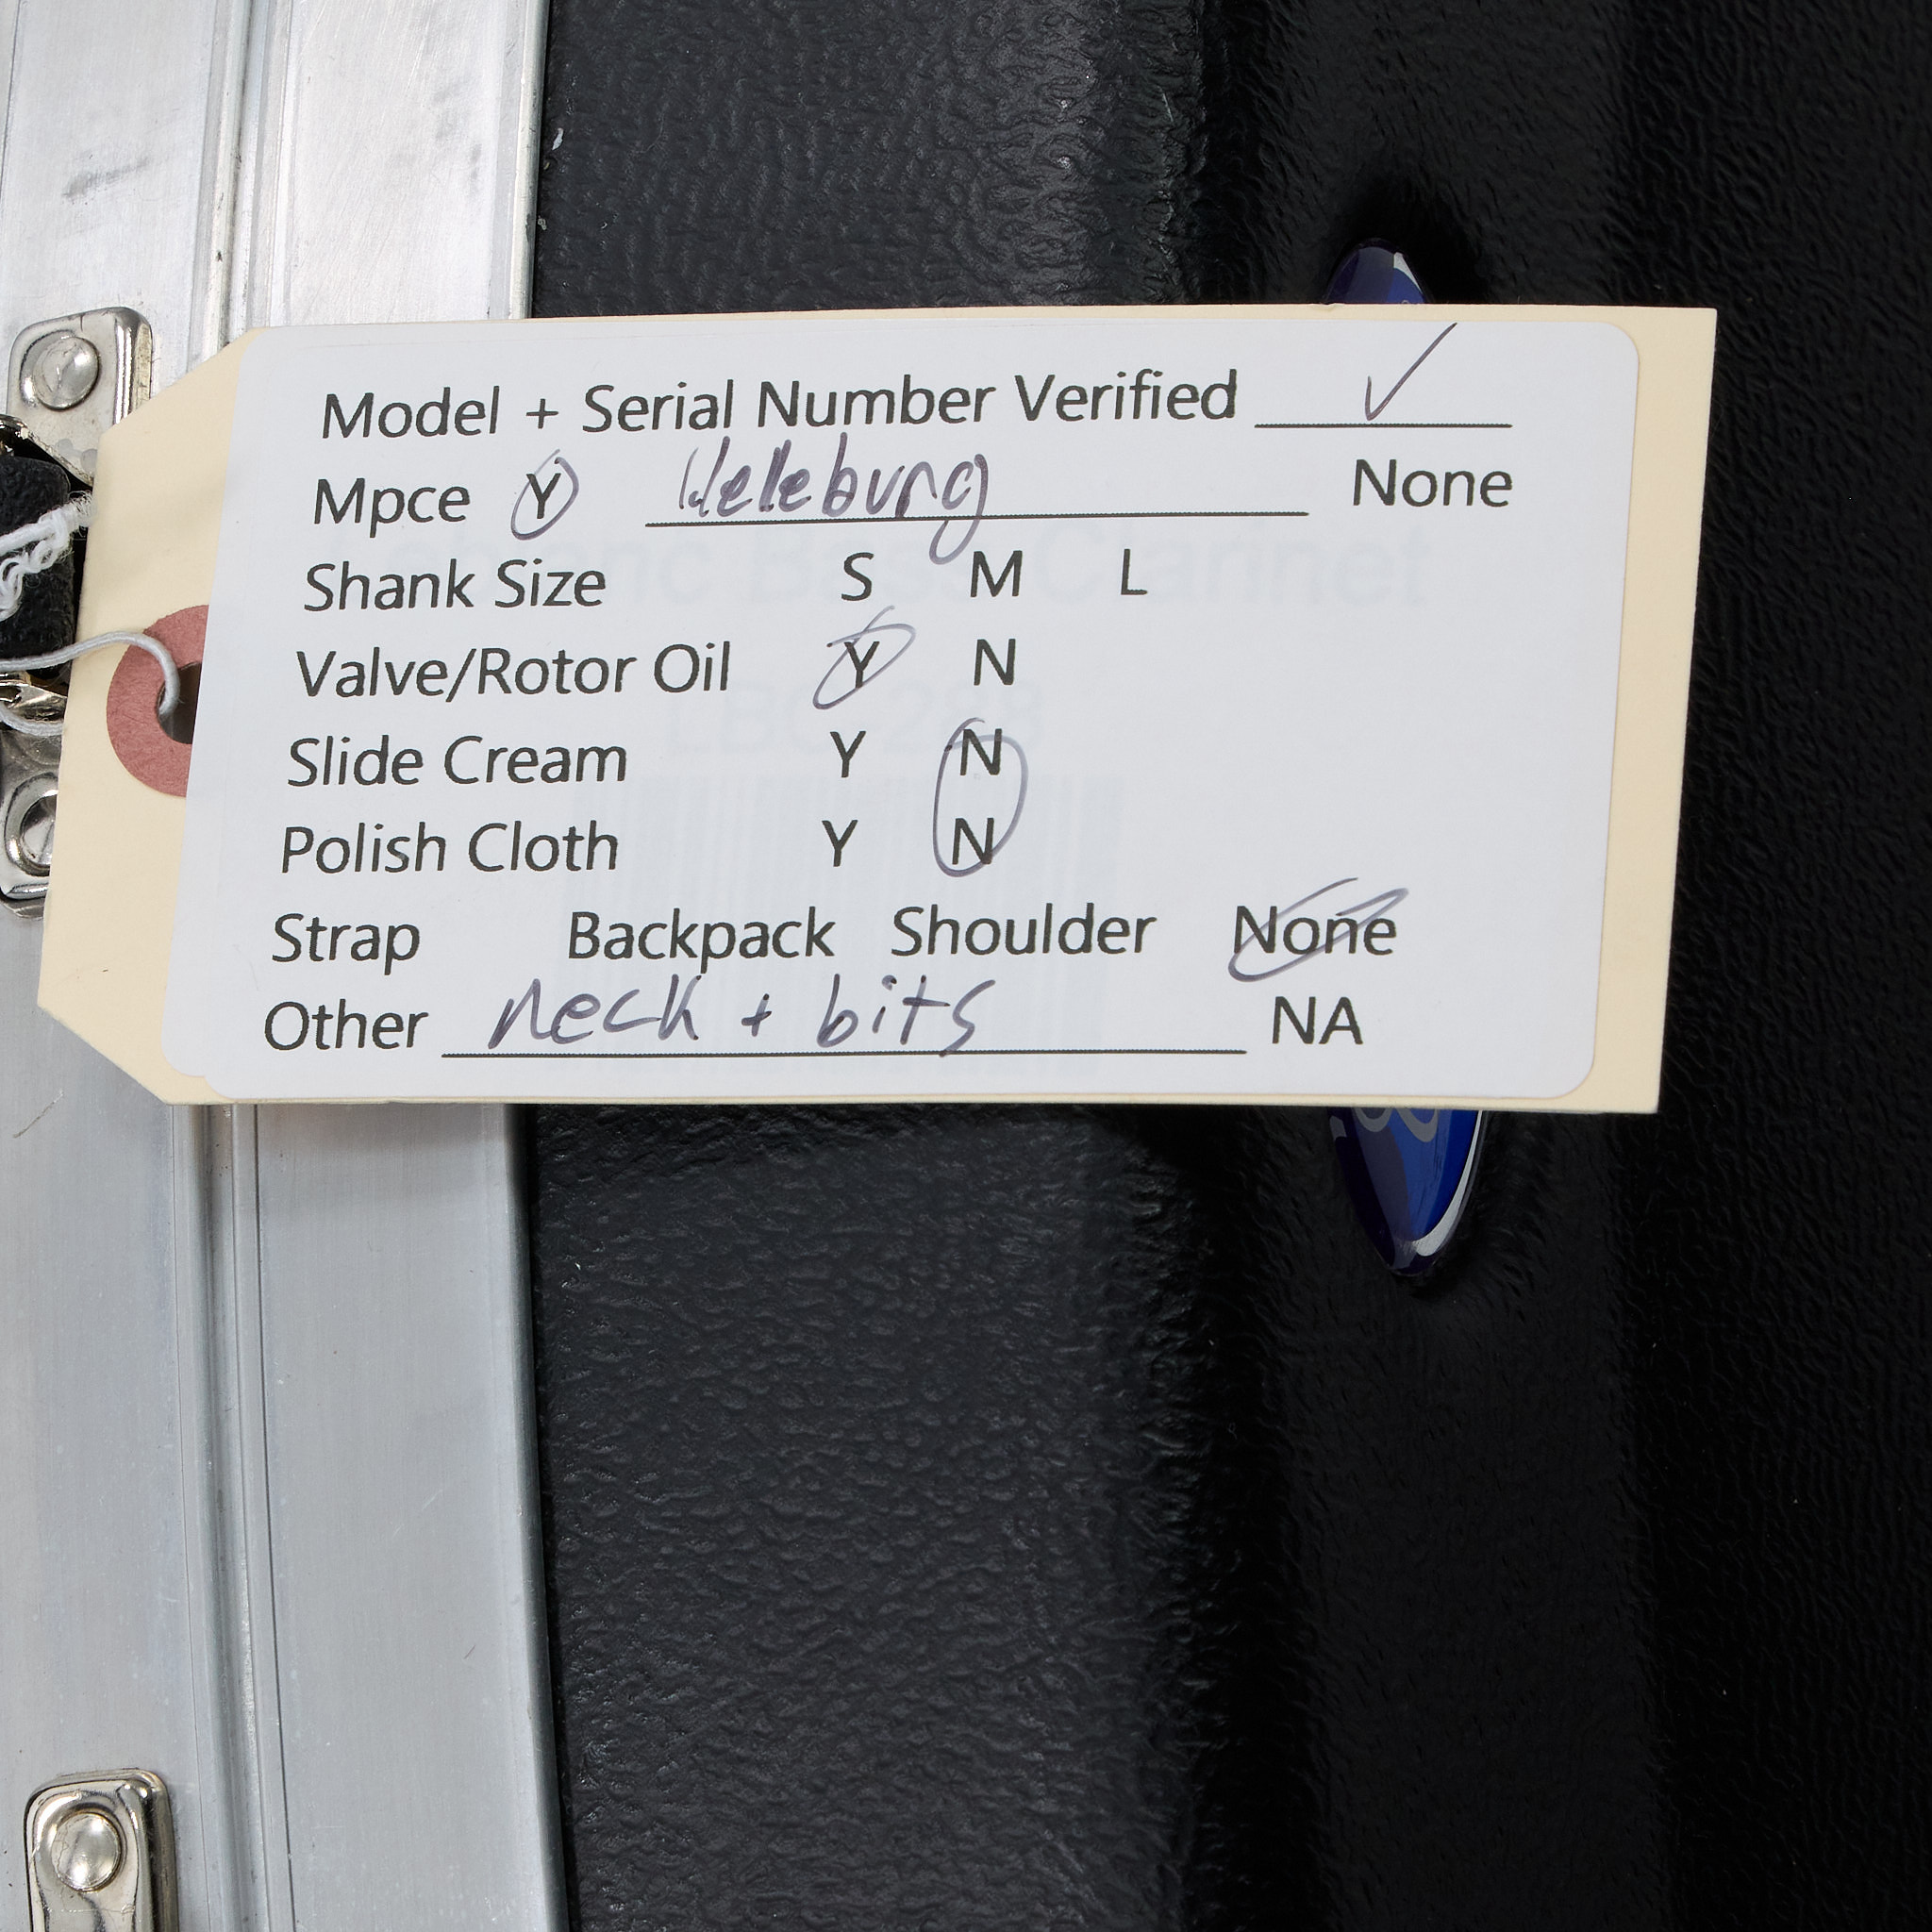 Model + Serial Number Verified ✓
Mpce Y Helleburg None
Shank Size S M L
Valve/Rotor Oil Y N
Slide Cream Y N
Polish Cloth Y N
Strap Backpack Shoulder None
Other neck + bits NA